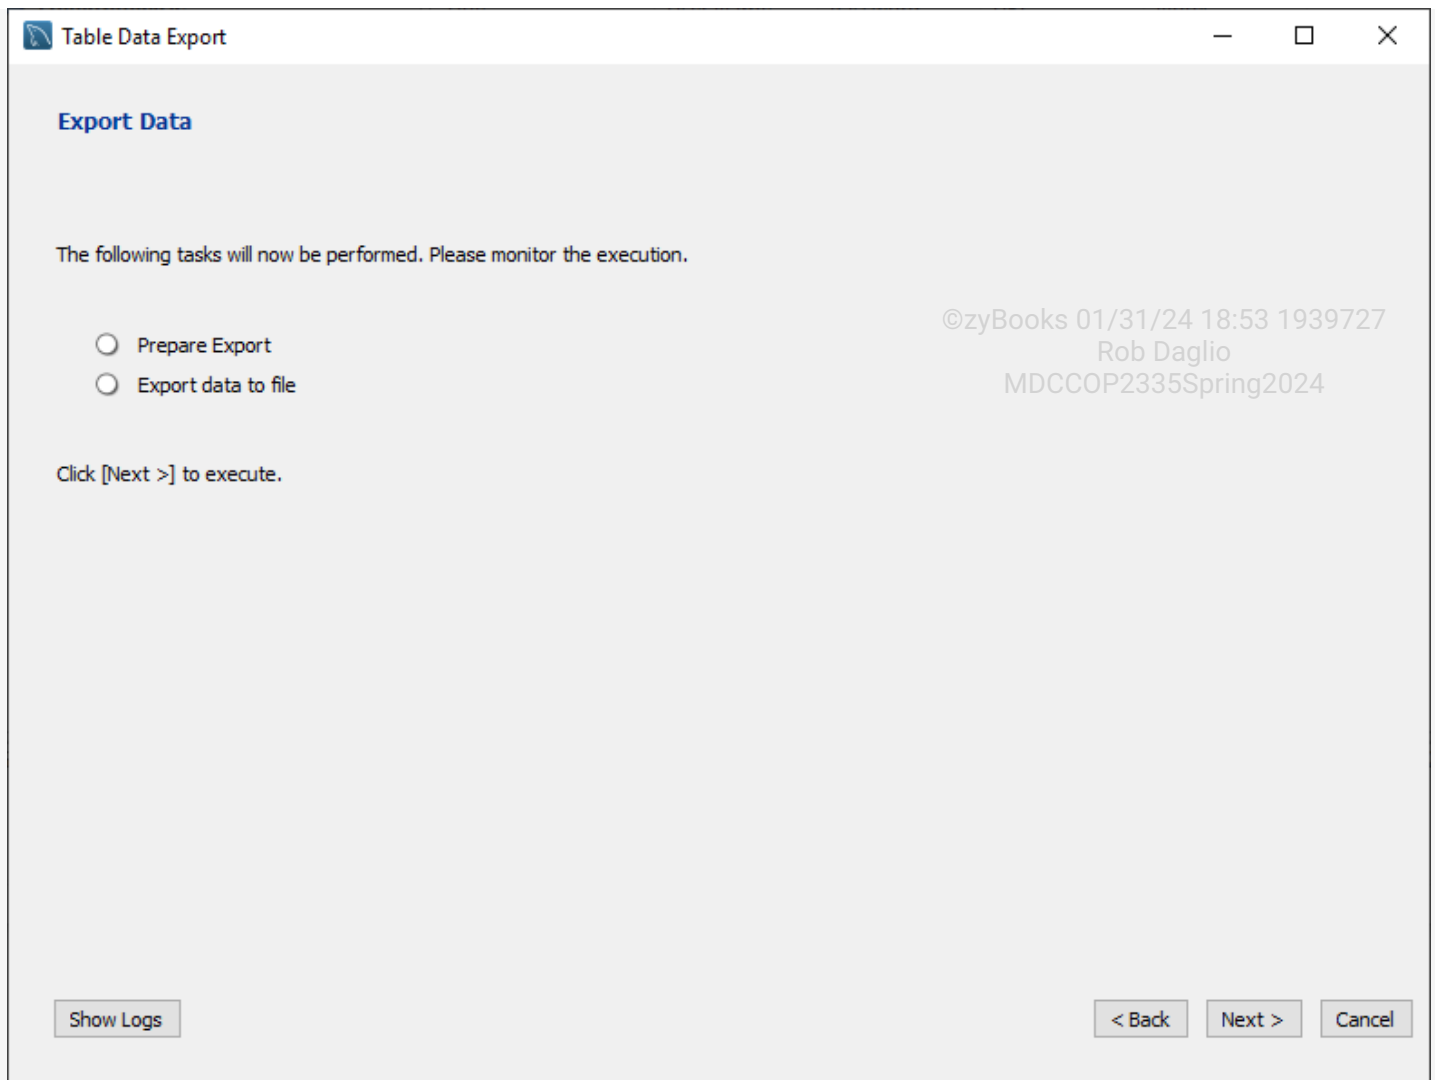 Table Data Export
Export Data
The following tasks will now be performed. Please monitor the execution.
©zyBooks 01/31/24 18:53 1939727
Rob Daglio
MDCCOP2335Spring2024
Prepare Export
Export data to file
Click [Next >] to execute.
Show Logs
< Back
Next >
Cancel